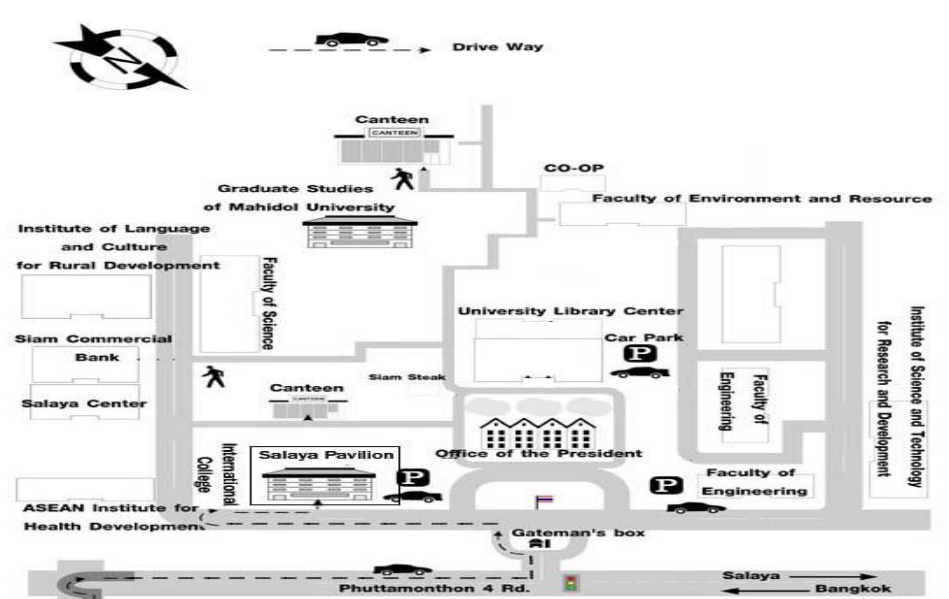 N
Drive Way
Canteen
CANTEEN
CO-OP
Graduate Studies
of Mahidol University
Faculty of Environment and Resource
Institute of Language
and Culture
for Rural Development
Faculty of Science
University Library Center
Car Park
P
Siam Commercial
Bank
Siam Steak
Canteen
CANTEEN
Salaya Center
Faculty of
Engineering
Institute of Science and Technology
for Research and Development
International
College
Salaya Pavilion
P
Office of the President
P
Faculty of
Engineering
ASEAN Institute for
Health Development
Gateman's box
Phuttamonthon 4 Rd.
Salaya
Bangkok